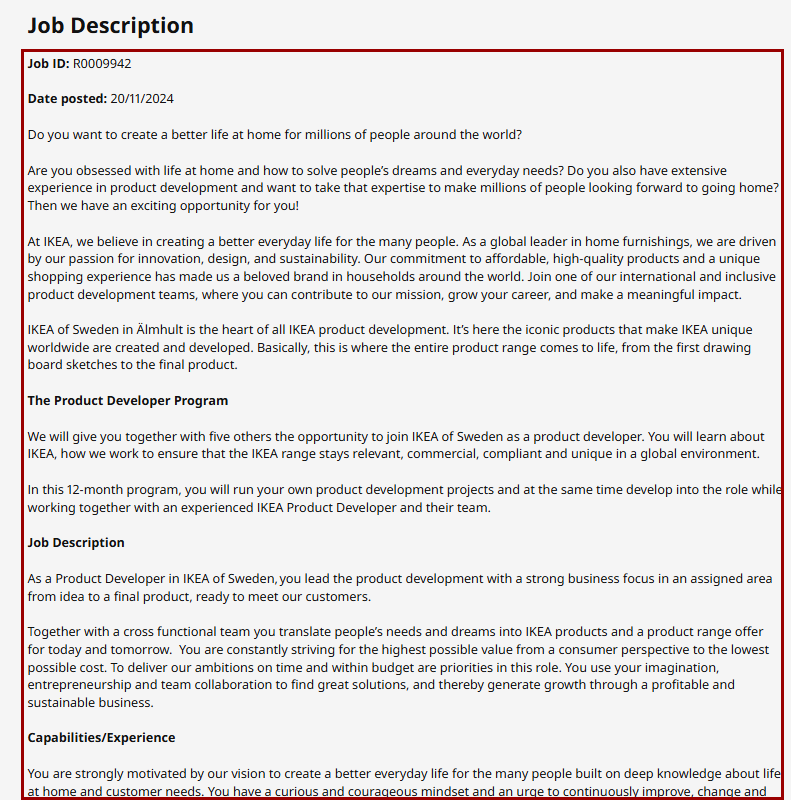 Job Description
Job ID: R0009942
Date posted: 20/11/2024
Do you want to create a better life at home for millions of people around the world?
Are you obsessed with life at home and how to solve people’s dreams and everyday needs? Do you also have extensive
experience in product development and want to take that expertise to make millions of people looking forward to going home?
Then we have an exciting opportunity for you!
At IKEA, we believe in creating a better everyday life for the many people. As a global leader in home furnishings, we are driven
by our passion for innovation, design, and sustainability. Our commitment to affordable, high-quality products and a unique
shopping experience has made us a beloved brand in households around the world. Join one of our international and inclusive
product development teams, where you can contribute to our mission, grow your career, and make a meaningful impact.
IKEA of Sweden in Älmhult is the heart of all IKEA product development. It’s here the iconic products that make IKEA unique
worldwide are created and developed. Basically, this is where the entire product range comes to life, from the first drawing
board sketches to the final product.
The Product Developer Program
We will give you together with five others the opportunity to join IKEA of Sweden as a product developer. You will learn about
IKEA, how we work to ensure that the IKEA range stays relevant, commercial, compliant and unique in a global environment.
In this 12-month program, you will run your own product development projects and at the same time develop into the role while
working together with an experienced IKEA Product Developer and their team.
Job Description
As a Product Developer in IKEA of Sweden, you lead the product development with a strong business focus in an assigned area
from idea to a final product, ready to meet our customers.
Together with a cross functional team you translate people’s needs and dreams into IKEA products and a product range offer
for today and tomorrow.  You are constantly striving for the highest possible value from a consumer perspective to the lowest
possible cost. To deliver our ambitions on time and within budget are priorities in this role. You use your imagination,
entrepreneurship and team collaboration to find great solutions, and thereby generate growth through a profitable and
sustainable business.
Capabilities/Experience
You are strongly motivated by our vision to create a better everyday life for the many people built on deep knowledge about life
at home and customer needs. You have a curious and courageous mindset and an urge to continuously improve, change and